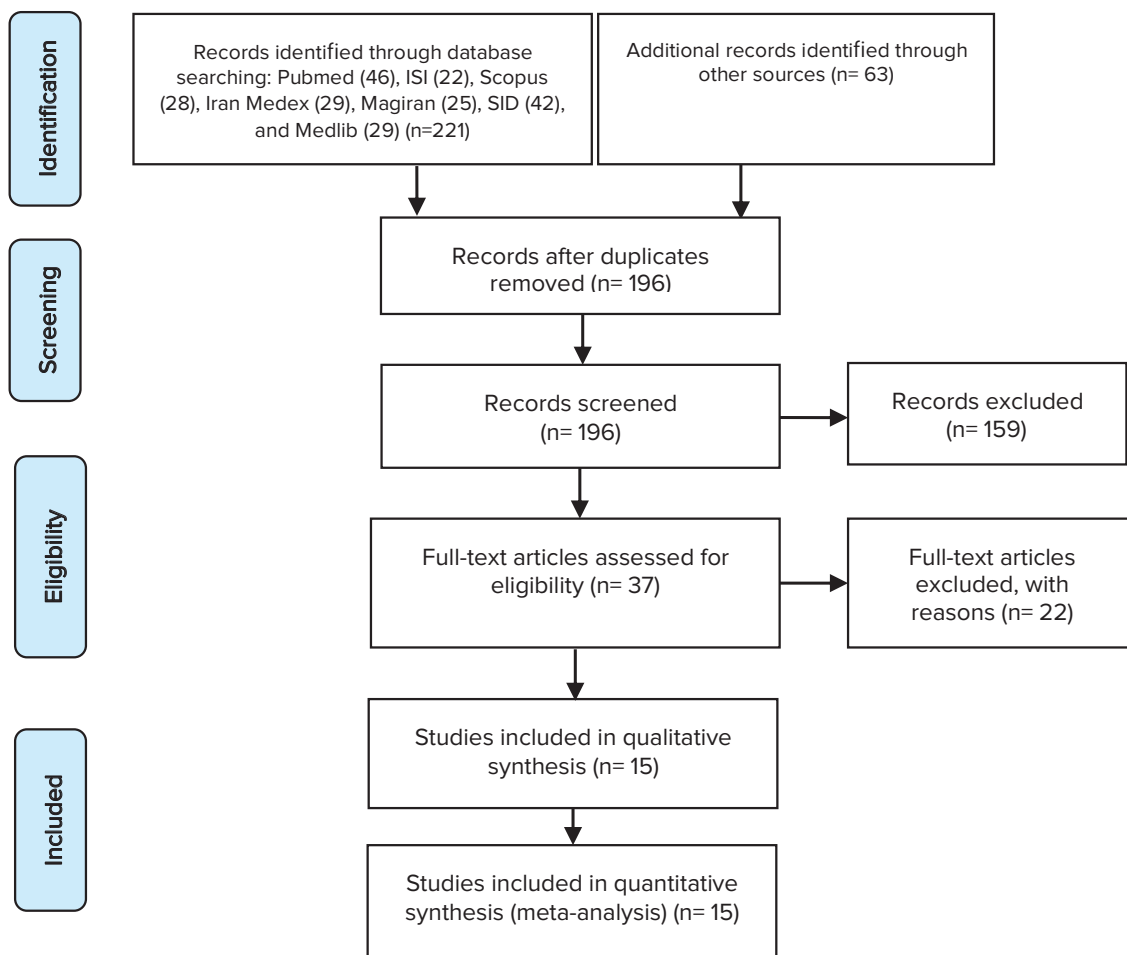 Identification
Records identified through database
searching: Pubmed (46), ISI (22), Scopus
(28), Iran Medex (29), Magiran (25), SID (42),
and Medlib (29) (n=221)
Additional records identified through
other sources (n= 63)
Screening
Records after duplicates
removed (n= 196)
Records screened
(n= 196)
Records excluded
(n= 159)
Eligibility
Full-text articles assessed for
eligibility (n= 37)
Full-text articles
excluded, with
reasons (n= 22)
Included
Studies included in qualitative
synthesis (n= 15)
Studies included in quantitative
synthesis (meta-analysis) (n= 15)